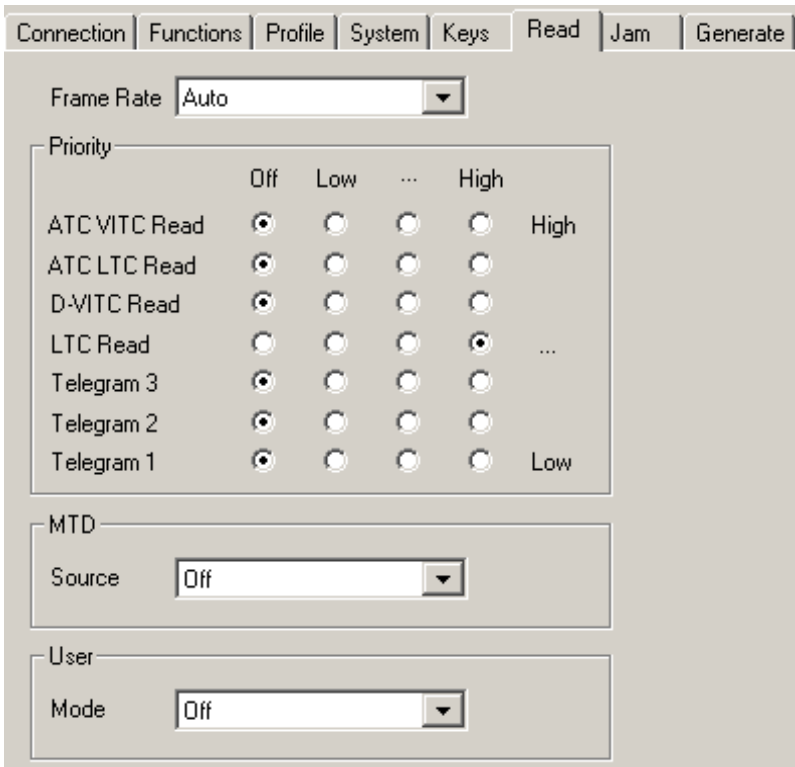 Connection Functions Profile System Keys Read Jam Generate
Frame Rate Auto
Priority
Off Low ... High
ATC VITC Read High
ATC LTC Read
D-VITC Read
LTC Read ...
Telegram 3
Telegram 2
Telegram 1 Low
MTD
Source Off
User
Mode Off